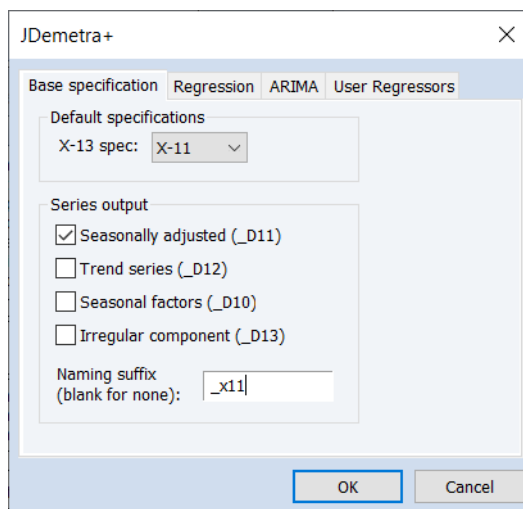 JDemetra+
Base specification Regression ARIMA User Regressors
Default specifications
X-13 spec: X-11
Series output
Seasonally adjusted (_D11)
Trend series (_D12)
Seasonal factors (_D10)
Irregular component (_D13)
Naming suffix
(blank for none): _x11
OK Cancel